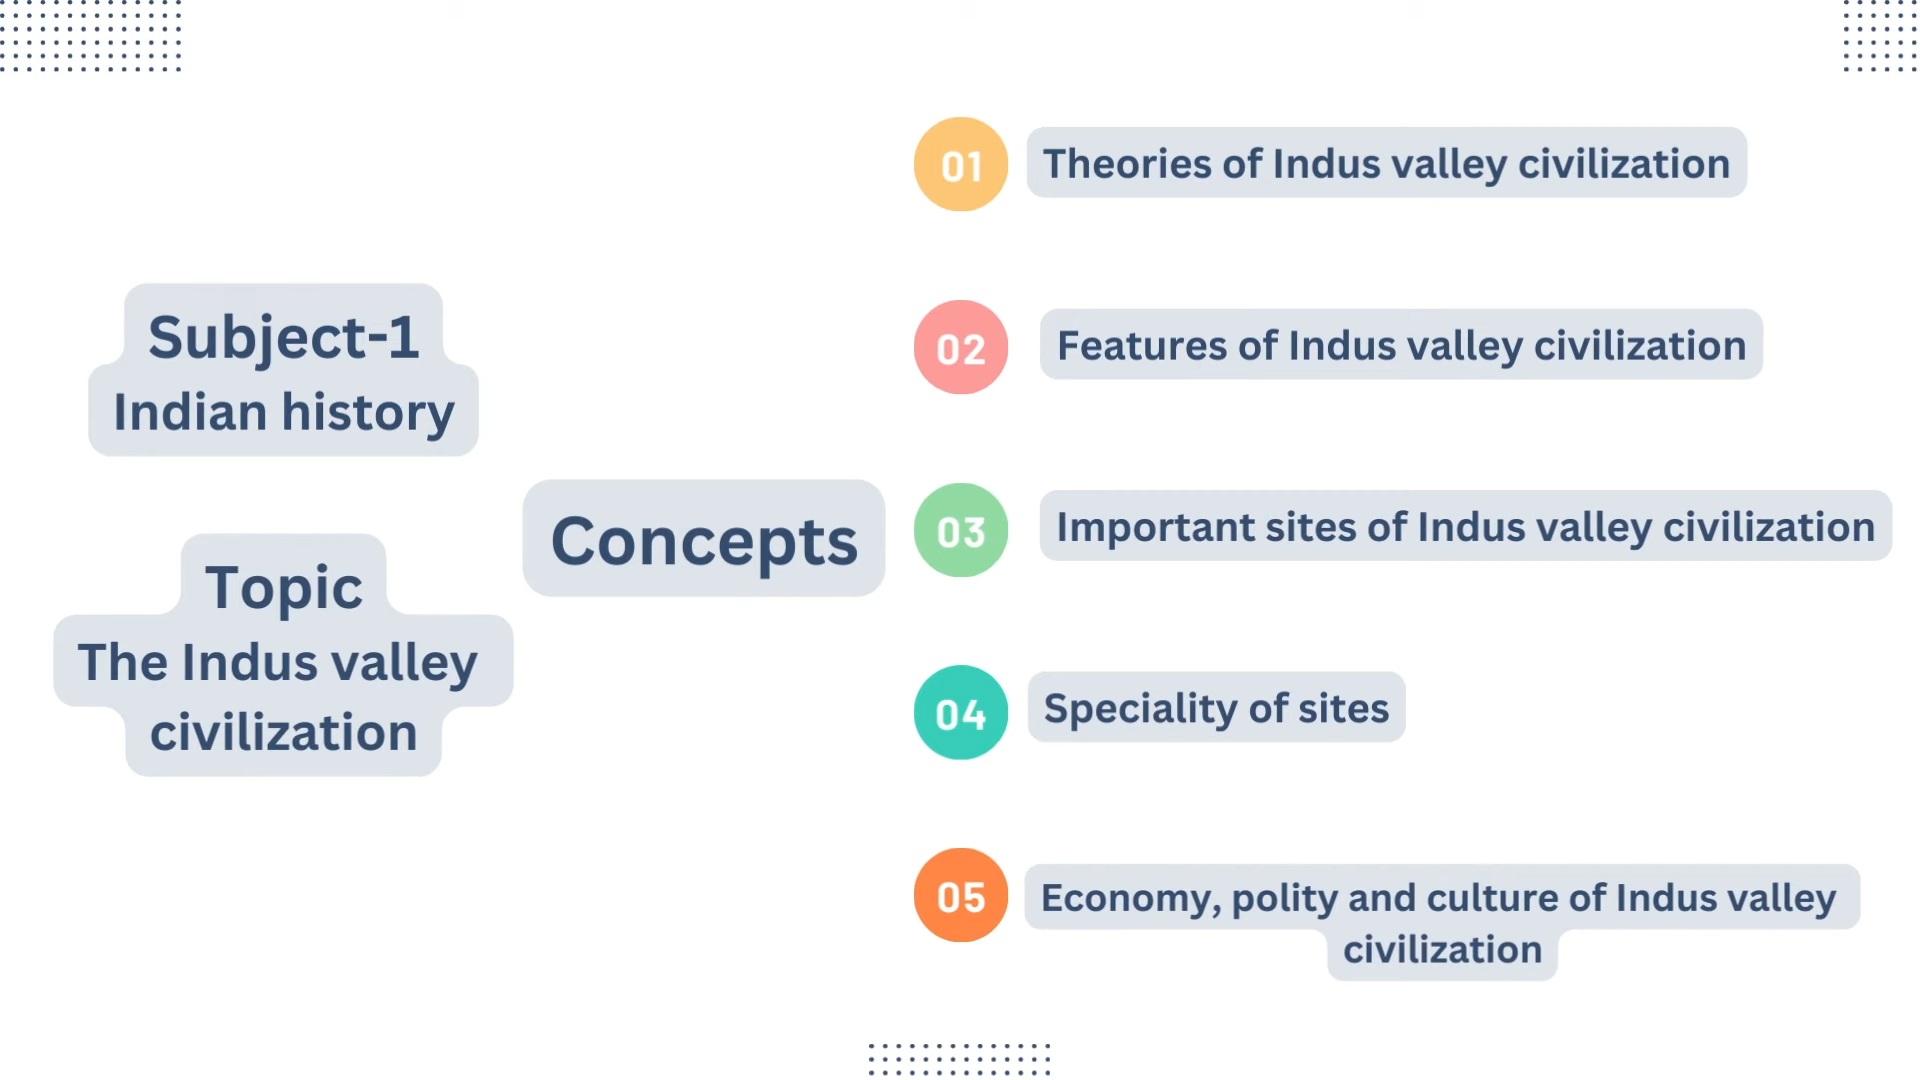 Subject-1
Indian history
Topic
The Indus valley
civilization
Concepts
01 Theories of Indus valley civilization
02 Features of Indus valley civilization
03 Important sites of Indus valley civilization
04 Speciality of sites
05 Economy, polity and culture of Indus valley
civilization